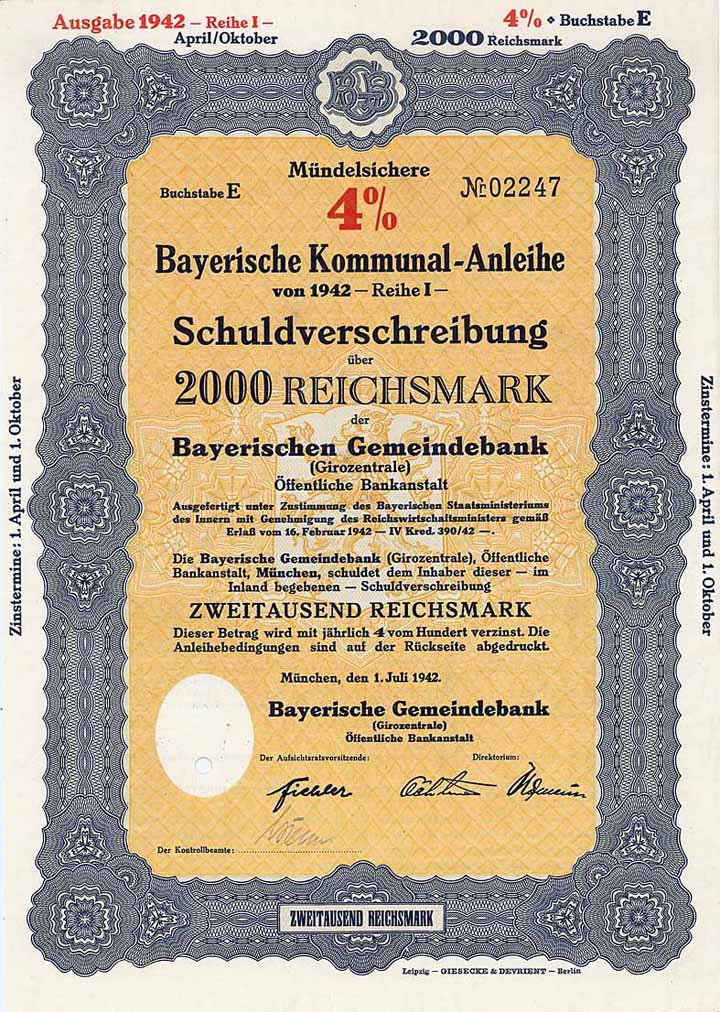 Ausgabe 1942 – Reihe I –
April/Oktober
4% ❖ Buchstabe E
2000 Reichsmark
Mündelsichere
Buchstabe E
4%
Nr. 02247
Bayerische Kommunal-Anleihe
von 1942 – Reihe I –
Schuldverschreibung
über
2000 REICHSMARK
der
Bayerischen Gemeindebank
(Girozentrale)
Öffentliche Bankanstalt
Ausgefertigt unter Zustimmung des Bayerischen Staatsministeriums
des Innern mit Genehmigung des Reichswirtschaftsministers gemäß
Erlaß vom 16. Februar 1942 — IV Kred. 390/42 —.
Die Bayerische Gemeindebank (Girozentrale), Öffentliche
Bankanstalt, München, schuldet dem Inhaber dieser — im
Inland begebenen — Schuldverschreibung
ZWEITAUSEND REICHSMARK
Dieser Betrag wird mit jährlich 4 vom Hundert verzinst. Die
Anleihebedingungen sind auf der Rückseite abgedruckt.
München, den 1. Juli 1942.
Bayerische Gemeindebank
(Girozentrale)
Öffentliche Bankanstalt
Der Aufsichtsratsvorsitzende:
Direktorium:
Fiehler
Der Kontrollbeamte:
ZWEITAUSEND REICHSMARK
Leipzig — GIESECKE & DEVRIENT — Berlin
Zinstermine: 1. April und 1. Oktober
Zinstermine: 1. April und 1. Oktober